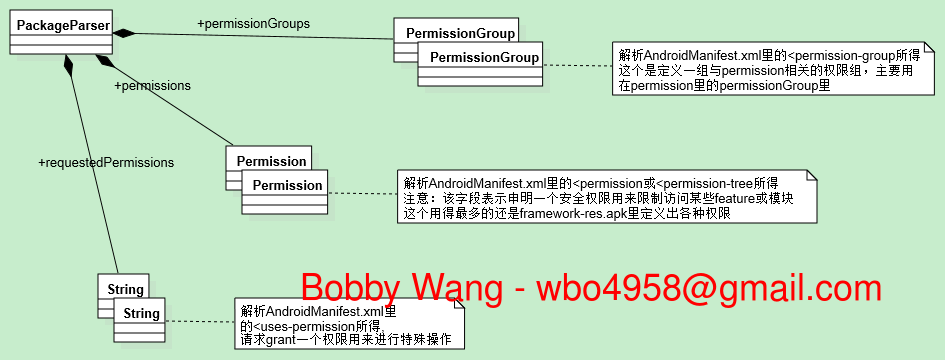 PackageParser
+permissionGroups
PermissionGroup
PermissionGroup
解析AndroidManifest.xml里的<permission-group所得
这个是定义一组与permission相关的权限组，主要用
在permission里的permissionGroup里
+permissions
Permission
Permission
解析AndroidManifest.xml里的<permission或<permission-tree所得
注意：该字段表示申明一个安全权限用来限制访问某些feature或模块
这个用得最多的还是framework-res.apk里定义出各种权限
+requestedPermissions
String
String
解析AndroidManifest.xml里
的<uses-permission所得,
请求grant一个权限用来进行特殊操作
Bobby Wang - wbo4958@gmail.com